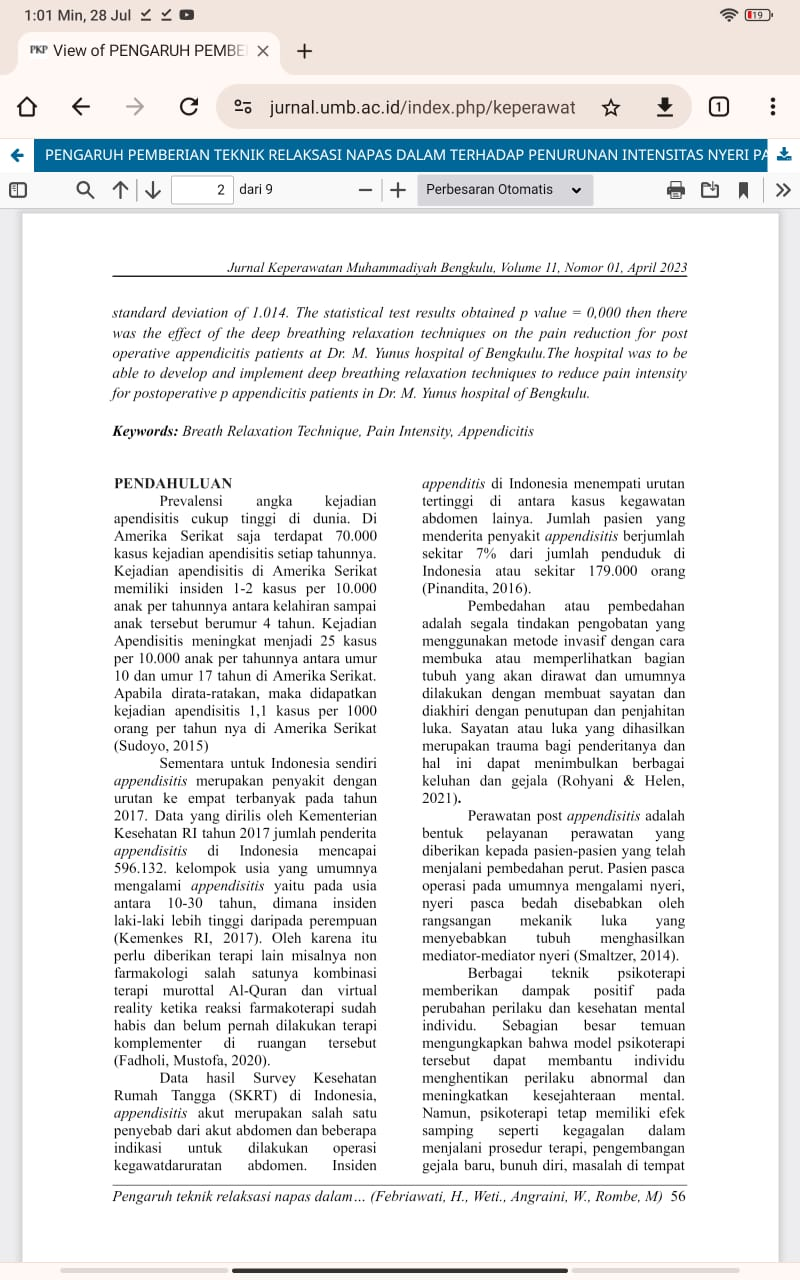 1:01 Min, 28 Jul
19
PKP View of PENGARUH PEMBE
jurnal.umb.ac.id/index.php/keperawat
1
PENGARUH PEMBERIAN TEKNIK RELAKSASI NAPAS DALAM TERHADAP PENURUNAN INTENSITAS NYERI PA
2 dari 9
Perbesaran Otomatis
Jurnal Keperawatan Muhammadiyah Bengkulu, Volume 11, Nomor 01, April 2023
standard deviation of 1.014. The statistical test results obtained p value = 0,000 then there
was the effect of the deep breathing relaxation techniques on the pain reduction for post
operative appendicitis patients at Dr. M. Yunus hospital of Bengkulu.The hospital was to be
able to develop and implement deep breathing relaxation techniques to reduce pain intensity
for postoperative p appendicitis patients in Dr. M. Yunus hospital of Bengkulu.
Keywords: Breath Relaxation Technique, Pain Intensity, Appendicitis
PENDAHULUAN
Prevalensi angka kejadian
apendisitis cukup tinggi di dunia. Di
Amerika Serikat saja terdapat 70.000
kasus kejadian apendisitis setiap tahunnya.
Kejadian apendisitis di Amerika Serikat
memiliki insiden 1-2 kasus per 10.000
anak per tahunnya antara kelahiran sampai
anak tersebut berumur 4 tahun. Kejadian
Apendisitis meningkat menjadi 25 kasus
per 10.000 anak per tahunnya antara umur
10 dan umur 17 tahun di Amerika Serikat.
Apabila dirata-ratakan, maka didapatkan
kejadian apendisitis 1,1 kasus per 1000
orang per tahun nya di Amerika Serikat
(Sudoyo, 2015)
Sementara untuk Indonesia sendiri
appendisitis merupakan penyakit dengan
urutan ke empat terbanyak pada tahun
2017. Data yang dirilis oleh Kementerian
Kesehatan RI tahun 2017 jumlah penderita
appendisitis di Indonesia mencapai
596.132. kelompok usia yang umumnya
mengalami appendisitis yaitu pada usia
antara 10-30 tahun, dimana insiden
laki-laki lebih tinggi daripada perempuan
(Kemenkes RI, 2017). Oleh karena itu
perlu diberikan terapi lain misalnya non
farmakologi salah satunya kombinasi
terapi murottal Al-Quran dan virtual
reality ketika reaksi farmakoterapi sudah
habis dan belum pernah dilakukan terapi
komplementer di ruangan tersebut
(Fadholi, Mustofa, 2020).
Data hasil Survey Kesehatan
Rumah Tangga (SKRT) di Indonesia,
appendisitis akut merupakan salah satu
penyebab dari akut abdomen dan beberapa
indikasi untuk dilakukan operasi
kegawatdaruratan abdomen. Insiden
appenditis di Indonesia menempati urutan
tertinggi di antara kasus kegawatan
abdomen lainya. Jumlah pasien yang
menderita penyakit appendisitis berjumlah
sekitar 7% dari jumlah penduduk di
Indonesia atau sekitar 179.000 orang
(Pinandita, 2016).
Pembedahan atau pembedahan
adalah segala tindakan pengobatan yang
menggunakan metode invasif dengan cara
membuka atau memperlihatkan bagian
tubuh yang akan dirawat dan umumnya
dilakukan dengan membuat sayatan dan
diakhiri dengan penutupan dan penjahitan
luka. Sayatan atau luka yang dihasilkan
merupakan trauma bagi penderitanya dan
hal ini dapat menimbulkan berbagai
keluhan dan gejala (Rohyani & Helen,
2021).
Perawatan post appendisitis adalah
bentuk pelayanan perawatan yang
diberikan kepada pasien-pasien yang telah
menjalani pembedahan perut. Pasien pasca
operasi pada umumnya mengalami nyeri,
nyeri pasca bedah disebabkan oleh
rangsangan mekanik luka yang
menyebabkan tubuh menghasilkan
mediator-mediator nyeri (Smaltzer, 2014).
Berbagai teknik psikoterapi
memberikan dampak positif pada
perubahan perilaku dan kesehatan mental
individu. Sebagian besar temuan
mengungkapkan bahwa model psikoterapi
tersebut dapat membantu individu
menghentikan perilaku abnormal dan
meningkatkan kesejahteraan mental.
Namun, psikoterapi tetap memiliki efek
samping seperti kegagalan dalam
menjalani prosedur terapi, pengembangan
gejala baru, bunuh diri, masalah di tempat
Pengaruh teknik relaksasi napas dalam… (Febriawati, H., Weti., Angraini, W., Rombe, M) 56